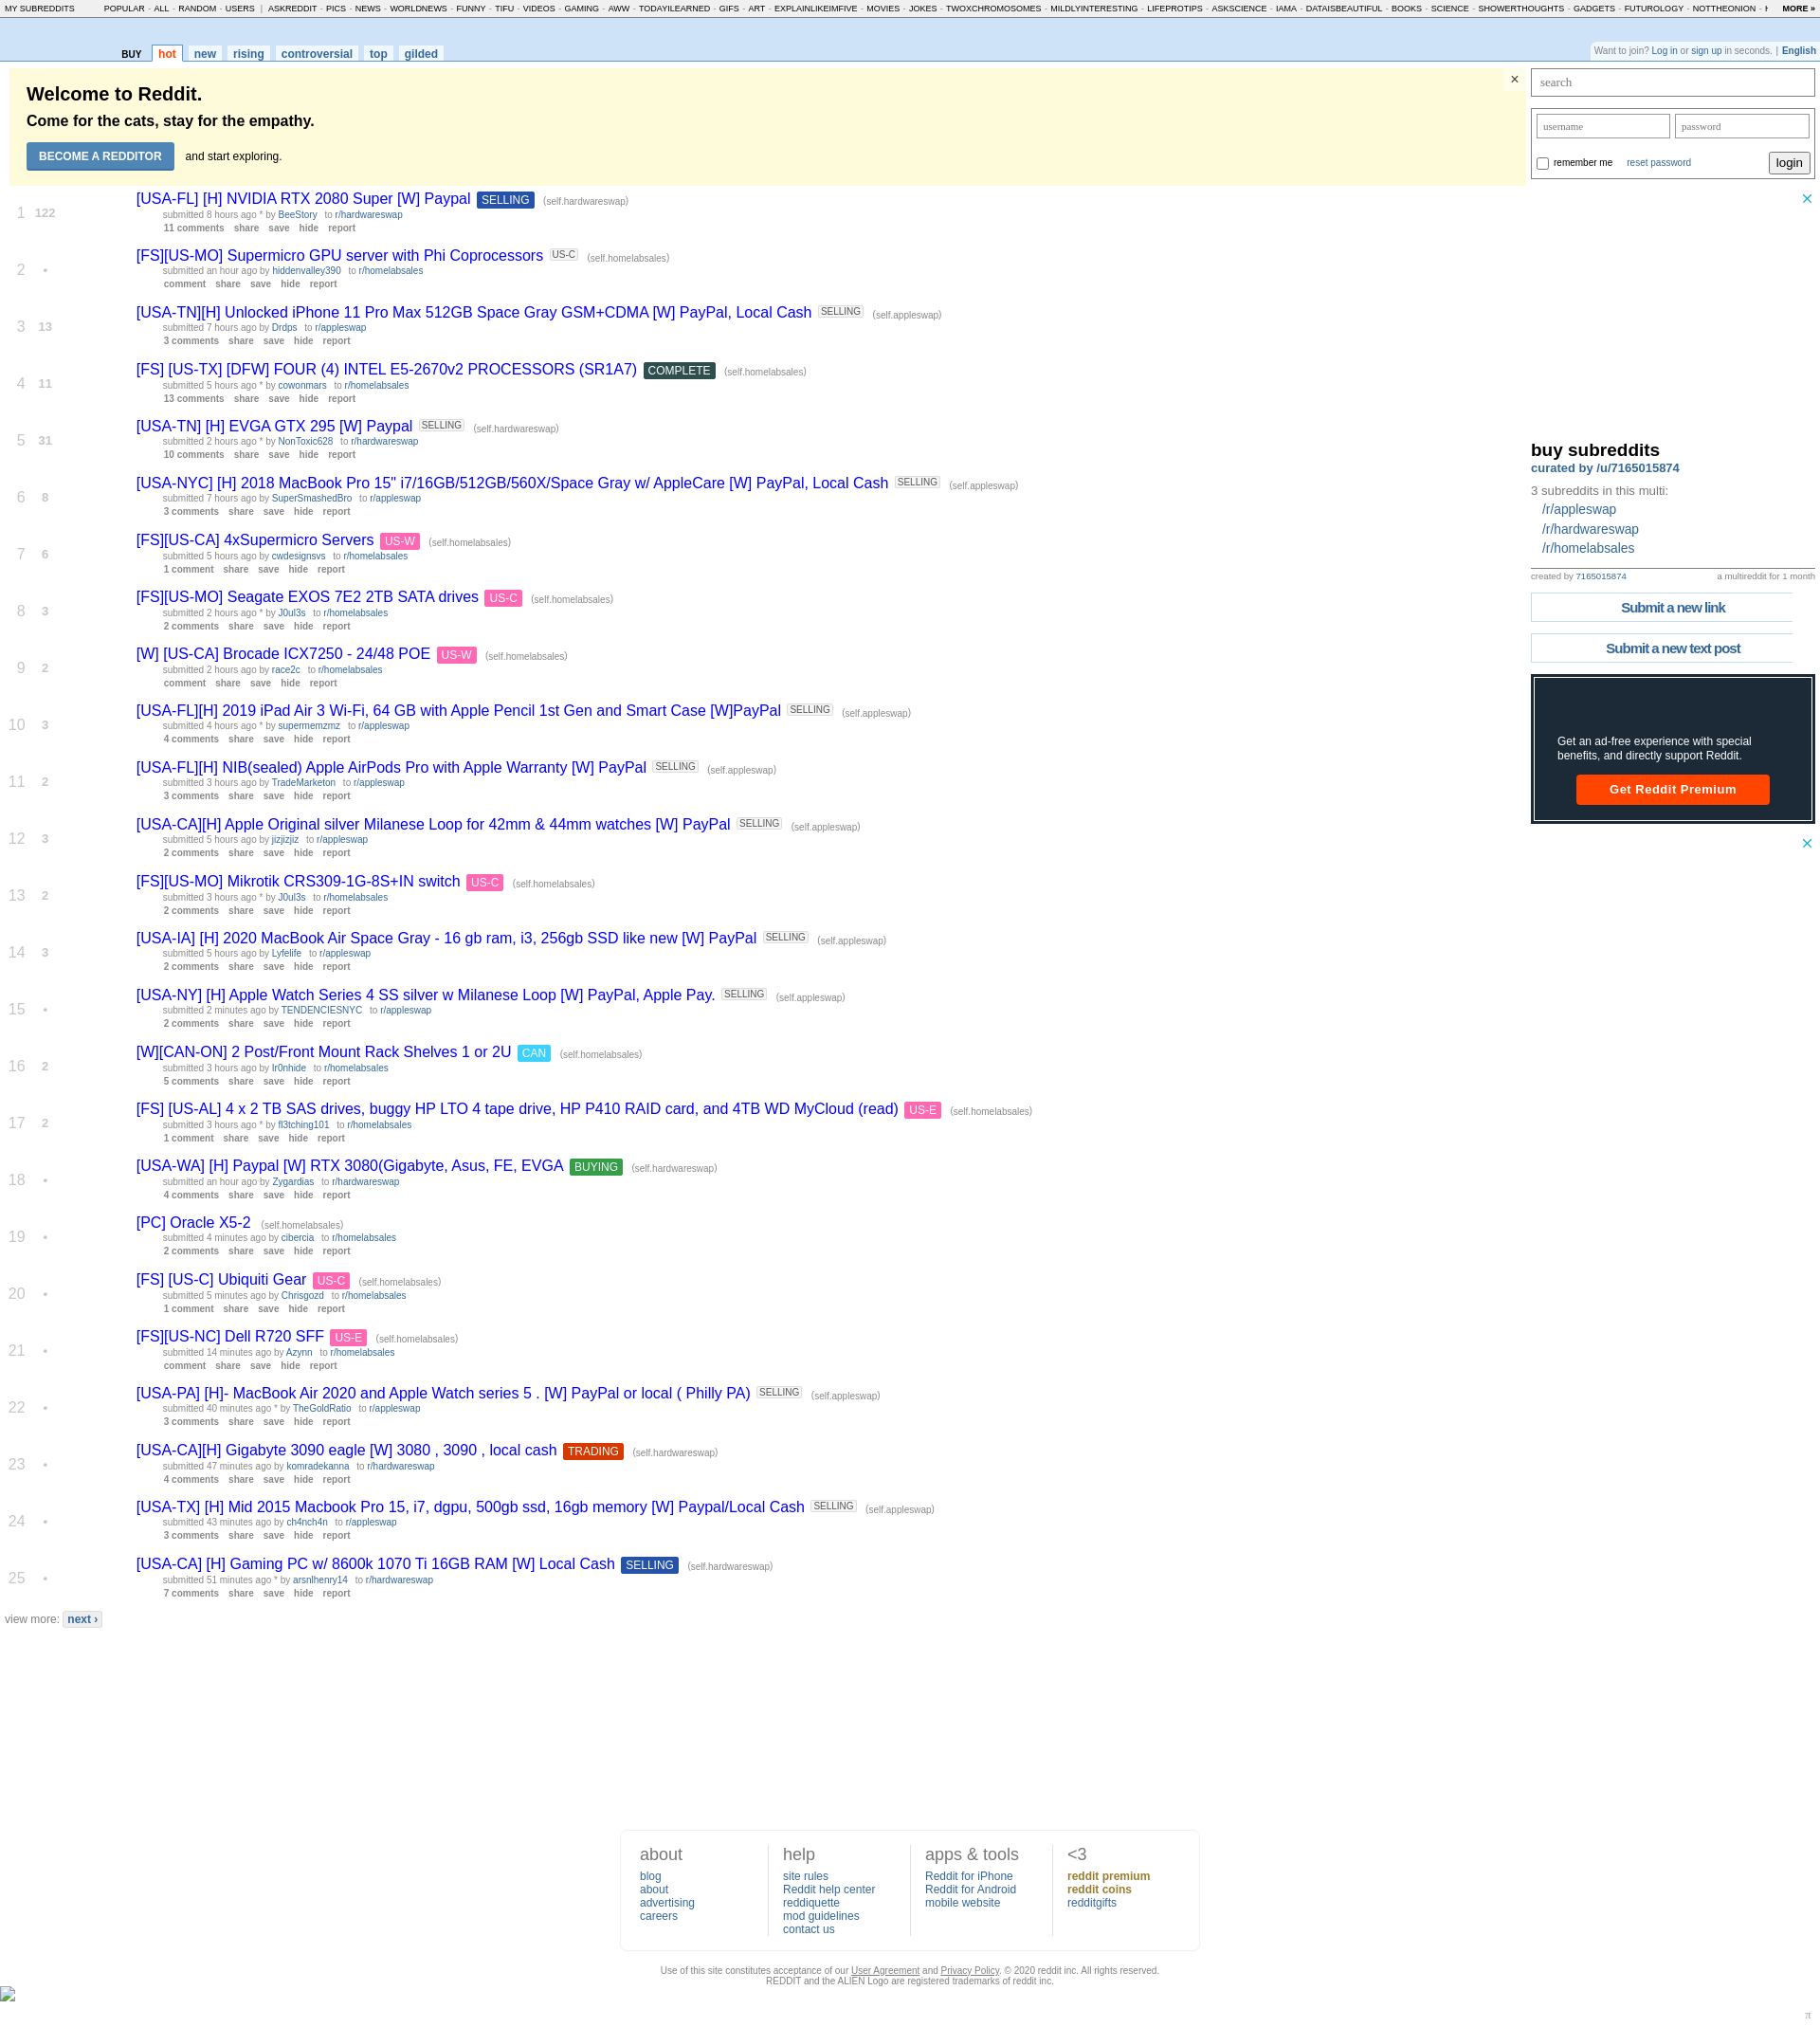 MY SUBREDDITS POPULAR - ALL - RANDOM - USERS | ASKREDDIT - PICS - NEWS - WORLDNEWS - FUNNY - TIFU - VIDEOS - GAMING - AWW - TODAYILEARNED - GIFS - ART - EXPLAINLIKEIMFIVE - MOVIES - JOKES - TWOXCHROMOSOMES - MILDLYINTERESTING - LIFEPROTIPS - ASKSCIENCE - IAMA - DATAISBEAUTIFUL - BOOKS - SCIENCE - SHOWERTHOUGHTS - GADGETS - FUTUROLOGY - NOTTHEONION - MORE »
BUY hot new rising controversial top gilded
Want to join? Log in or sign up in seconds. | English
Welcome to Reddit.
Come for the cats, stay for the empathy.
BECOME A REDDITOR and start exploring.
×
search
username password
remember me reset password login
1 122 [USA-FL] [H] NVIDIA RTX 2080 Super [W] Paypal SELLING (self.hardwareswap)
submitted 8 hours ago * by BeeStory to r/hardwareswap
11 comments share save hide report
2 • [FS][US-MO] Supermicro GPU server with Phi Coprocessors US-C (self.homelabsales)
submitted an hour ago by hiddenvalley390 to r/homelabsales
comment share save hide report
3 13 [USA-TN][H] Unlocked iPhone 11 Pro Max 512GB Space Gray GSM+CDMA [W] PayPal, Local Cash SELLING (self.appleswap)
submitted 7 hours ago by Drdps to r/appleswap
3 comments share save hide report
4 11 [FS] [US-TX] [DFW] FOUR (4) INTEL E5-2670v2 PROCESSORS (SR1A7) COMPLETE (self.homelabsales)
submitted 5 hours ago * by cowonmars to r/homelabsales
13 comments share save hide report
5 31 [USA-TN] [H] EVGA GTX 295 [W] Paypal SELLING (self.hardwareswap)
submitted 2 hours ago * by NonToxic628 to r/hardwareswap
10 comments share save hide report
6 8 [USA-NYC] [H] 2018 MacBook Pro 15" i7/16GB/512GB/560X/Space Gray w/ AppleCare [W] PayPal, Local Cash SELLING (self.appleswap)
submitted 7 hours ago by SuperSmashedBro to r/appleswap
3 comments share save hide report
7 6 [FS][US-CA] 4xSupermicro Servers US-W (self.homelabsales)
submitted 5 hours ago by cwdesignsvs to r/homelabsales
1 comment share save hide report
8 3 [FS][US-MO] Seagate EXOS 7E2 2TB SATA drives US-C (self.homelabsales)
submitted 2 hours ago * by J0ul3s to r/homelabsales
2 comments share save hide report
9 2 [W] [US-CA] Brocade ICX7250 - 24/48 POE US-W (self.homelabsales)
submitted 2 hours ago by race2c to r/homelabsales
comment share save hide report
10 3 [USA-FL][H] 2019 iPad Air 3 Wi-Fi, 64 GB with Apple Pencil 1st Gen and Smart Case [W]PayPal SELLING (self.appleswap)
submitted 4 hours ago * by supermemzmz to r/appleswap
4 comments share save hide report
11 2 [USA-FL][H] NIB(sealed) Apple AirPods Pro with Apple Warranty [W] PayPal SELLING (self.appleswap)
submitted 3 hours ago by TradeMarketon to r/appleswap
3 comments share save hide report
12 3 [USA-CA][H] Apple Original silver Milanese Loop for 42mm & 44mm watches [W] PayPal SELLING (self.appleswap)
submitted 5 hours ago by jizjizjiz to r/appleswap
2 comments share save hide report
13 2 [FS][US-MO] Mikrotik CRS309-1G-8S+IN switch US-C (self.homelabsales)
submitted 3 hours ago * by J0ul3s to r/homelabsales
2 comments share save hide report
14 3 [USA-IA] [H] 2020 MacBook Air Space Gray - 16 gb ram, i3, 256gb SSD like new [W] PayPal SELLING (self.appleswap)
submitted 5 hours ago by Lyfelife to r/appleswap
2 comments share save hide report
15 • [USA-NY] [H] Apple Watch Series 4 SS silver w Milanese Loop [W] PayPal, Apple Pay. SELLING (self.appleswap)
submitted 2 minutes ago by TENDENCIESNYC to r/appleswap
2 comments share save hide report
16 2 [W][CAN-ON] 2 Post/Front Mount Rack Shelves 1 or 2U CAN (self.homelabsales)
submitted 3 hours ago by Ir0nhide to r/homelabsales
5 comments share save hide report
17 2 [FS] [US-AL] 4 x 2 TB SAS drives, buggy HP LTO 4 tape drive, HP P410 RAID card, and 4TB WD MyCloud (read) US-E (self.homelabsales)
submitted 3 hours ago * by fl3tching101 to r/homelabsales
1 comment share save hide report
18 • [USA-WA] [H] Paypal [W] RTX 3080(Gigabyte, Asus, FE, EVGA BUYING (self.hardwareswap)
submitted an hour ago by Zygardias to r/hardwareswap
4 comments share save hide report
19 • [PC] Oracle X5-2 (self.homelabsales)
submitted 4 minutes ago by cibercia to r/homelabsales
2 comments share save hide report
20 • [FS] [US-C] Ubiquiti Gear US-C (self.homelabsales)
submitted 5 minutes ago by Chrisgozd to r/homelabsales
1 comment share save hide report
21 • [FS][US-NC] Dell R720 SFF US-E (self.homelabsales)
submitted 14 minutes ago by Azynn to r/homelabsales
comment share save hide report
22 • [USA-PA] [H]- MacBook Air 2020 and Apple Watch series 5 . [W] PayPal or local ( Philly PA) SELLING (self.appleswap)
submitted 40 minutes ago * by TheGoldRatio to r/appleswap
3 comments share save hide report
23 • [USA-CA][H] Gigabyte 3090 eagle [W] 3080 , 3090 , local cash TRADING (self.hardwareswap)
submitted 47 minutes ago by komradekanna to r/hardwareswap
4 comments share save hide report
24 • [USA-TX] [H] Mid 2015 Macbook Pro 15, i7, dgpu, 500gb ssd, 16gb memory [W] Paypal/Local Cash SELLING (self.appleswap)
submitted 43 minutes ago by ch4nch4n to r/appleswap
3 comments share save hide report
25 • [USA-CA] [H] Gaming PC w/ 8600k 1070 Ti 16GB RAM [W] Local Cash SELLING (self.hardwareswap)
submitted 51 minutes ago * by arsnlhenry14 to r/hardwareswap
7 comments share save hide report
view more: next ›
buy subreddits
curated by /u/7165015874
3 subreddits in this multi:
/r/appleswap
/r/hardwareswap
/r/homelabsales
created by 7165015874 a multireddit for 1 month
Submit a new link
Submit a new text post
Get an ad-free experience with special
benefits, and directly support Reddit.
Get Reddit Premium
about
blog
about
advertising
careers
help
site rules
Reddit help center
reddiquette
mod guidelines
contact us
apps & tools
Reddit for iPhone
Reddit for Android
mobile website
<3
reddit premium
reddit coins
redditgifts
Use of this site constitutes acceptance of our User Agreement and Privacy Policy. © 2020 reddit inc. All rights reserved.
REDDIT and the ALIEN Logo are registered trademarks of reddit inc.
π